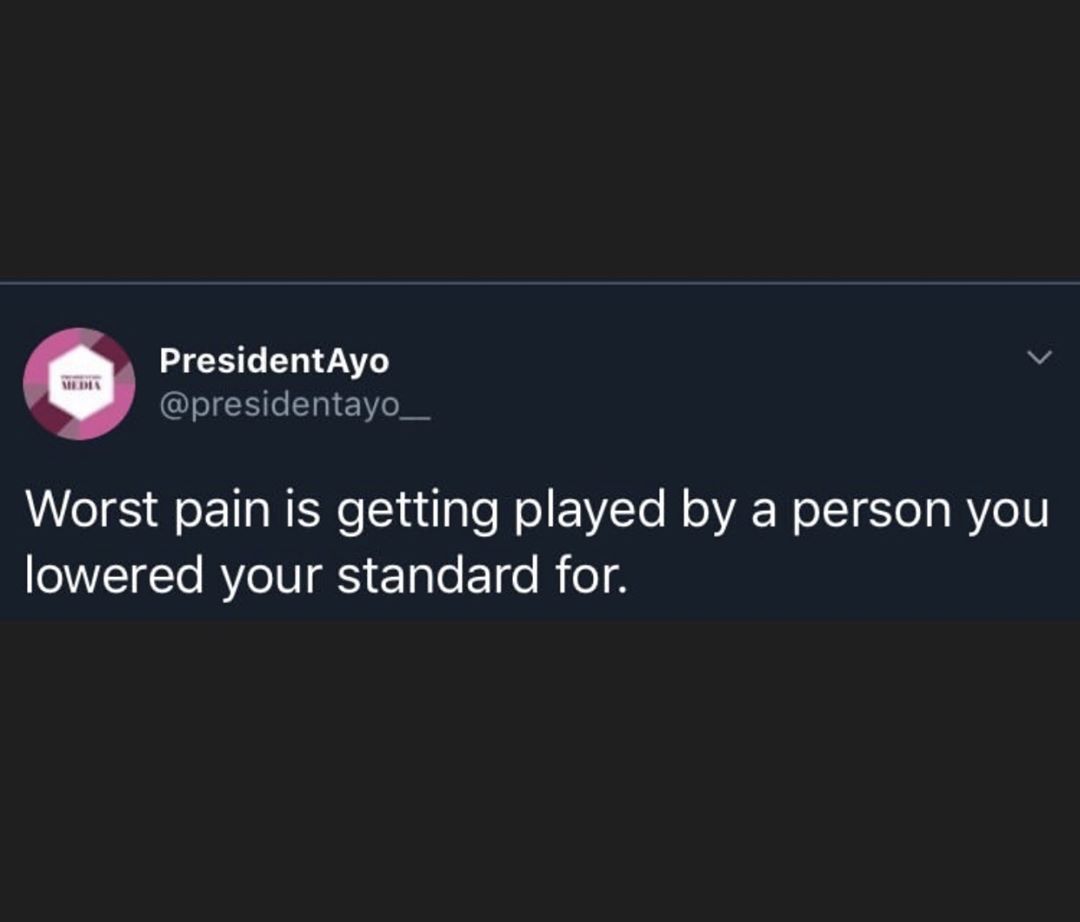 MEDIA
PresidentAyo
@presidentayo__
Worst pain is getting played by a person you
lowered your standard for.